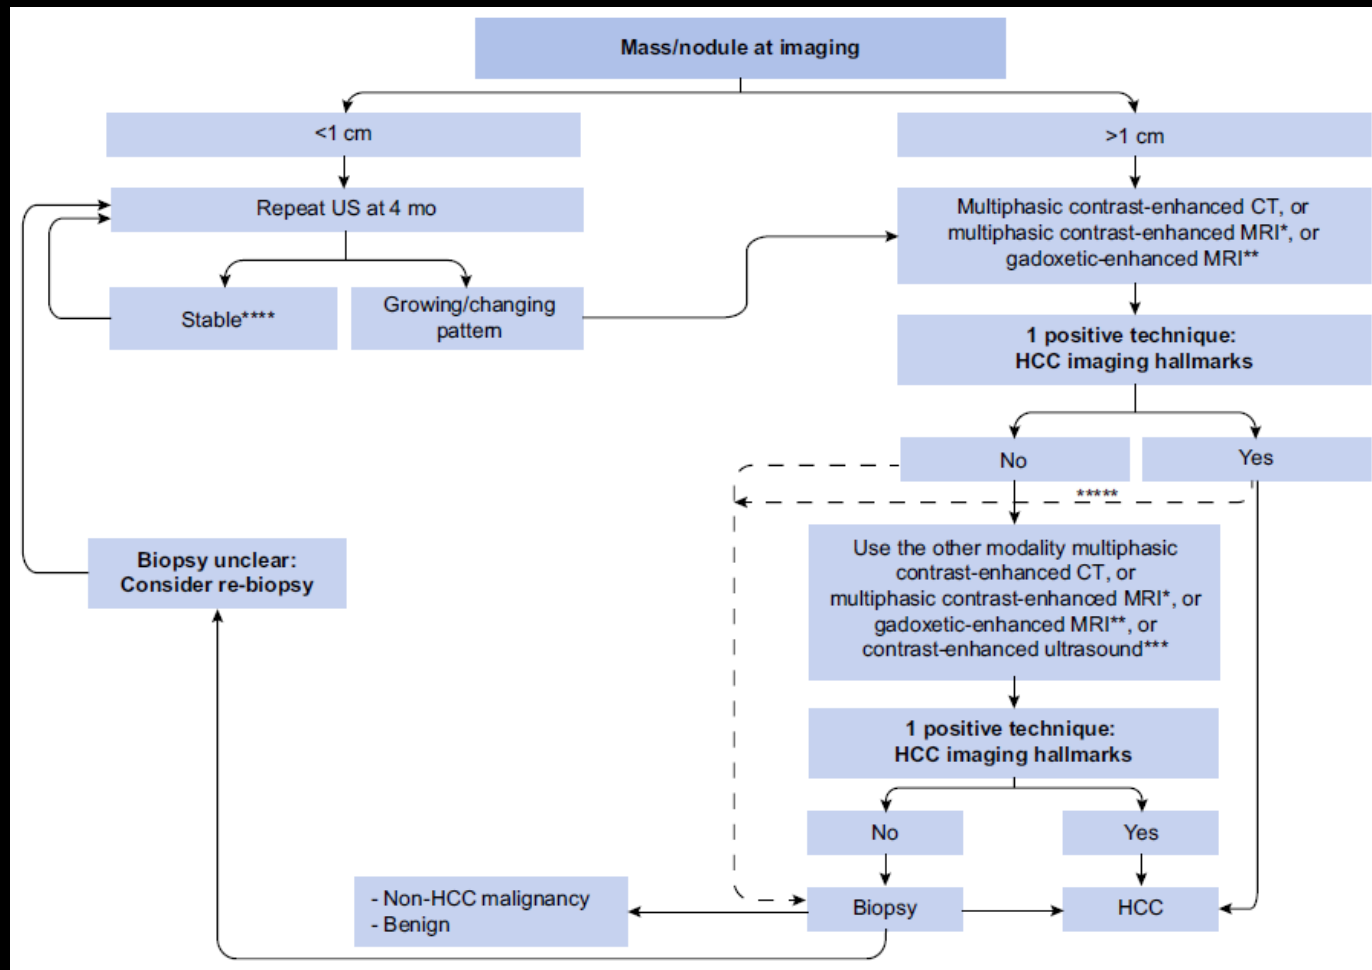 Mass/nodule at imaging
<1 cm
>1 cm
Repeat US at 4 mo
Multiphasic contrast-enhanced CT, or
multiphasic contrast-enhanced MRI*, or
gadoxetic-enhanced MRI**
Stable****
Growing/changing
pattern
1 positive technique:
HCC imaging hallmarks
No
Yes
*****
Use the other modality multiphasic
contrast-enhanced CT, or
multiphasic contrast-enhanced MRI*, or
gadoxetic-enhanced MRI**, or
contrast-enhanced ultrasound***
Biopsy unclear:
Consider re-biopsy
1 positive technique:
HCC imaging hallmarks
No
Yes
- Non-HCC malignancy
- Benign
Biopsy
HCC